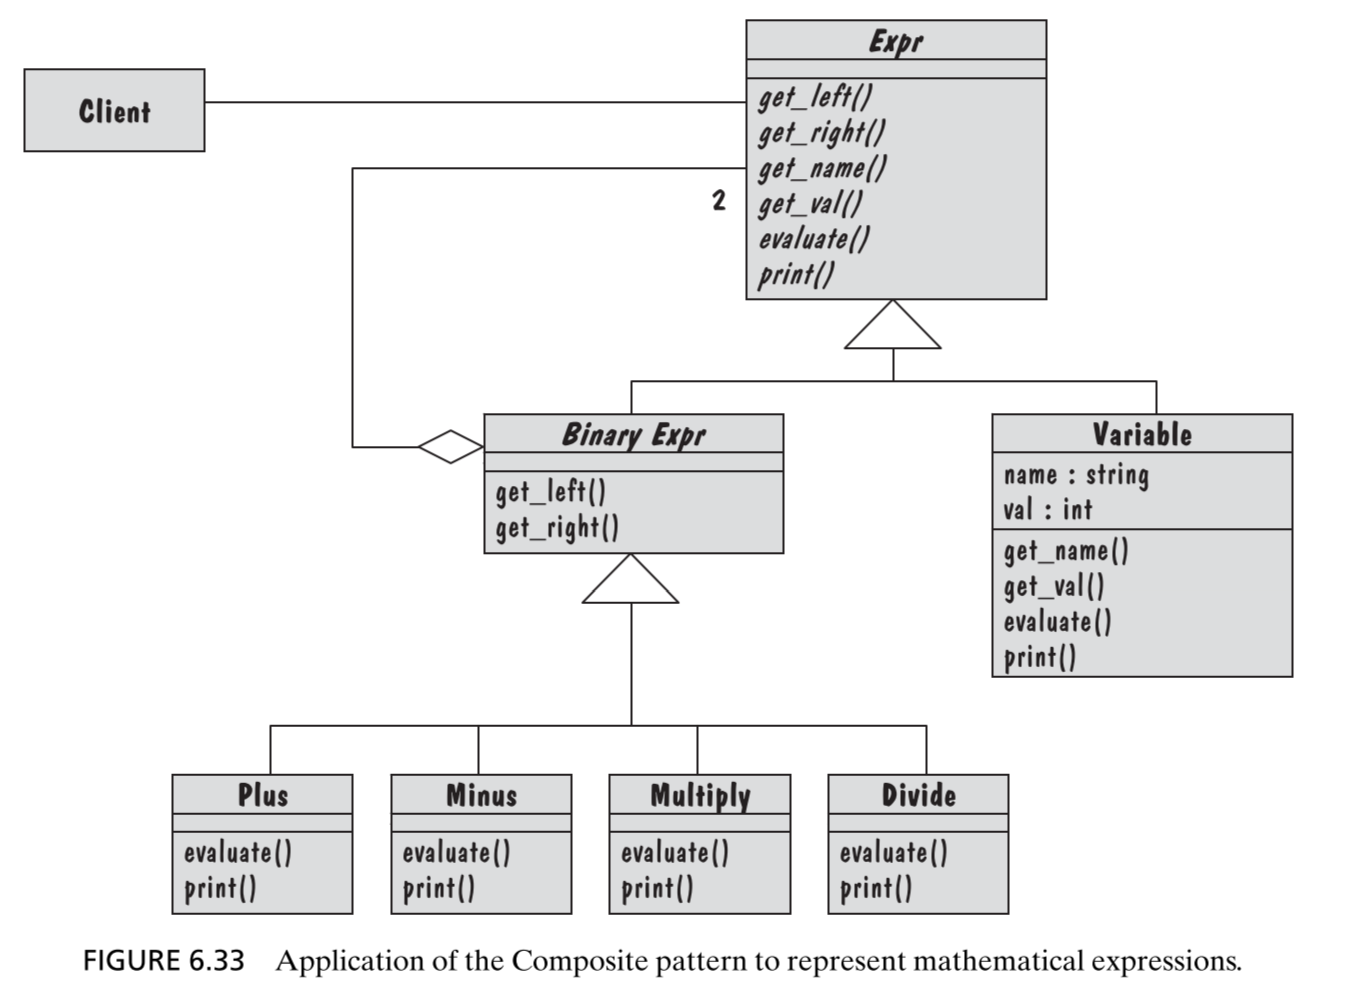 Expr
get_left()
get_right()
get_name()
get_val()
evaluate()
print()
Client
2
Binary Expr
get_left()
get_right()
Variable
name : string
val : int
get_name()
get_val()
evaluate()
print()
Plus
evaluate()
print()
Minus
evaluate()
print()
Multiply
evaluate()
print()
Divide
evaluate()
print()
FIGURE 6.33 Application of the Composite pattern to represent mathematical expressions.